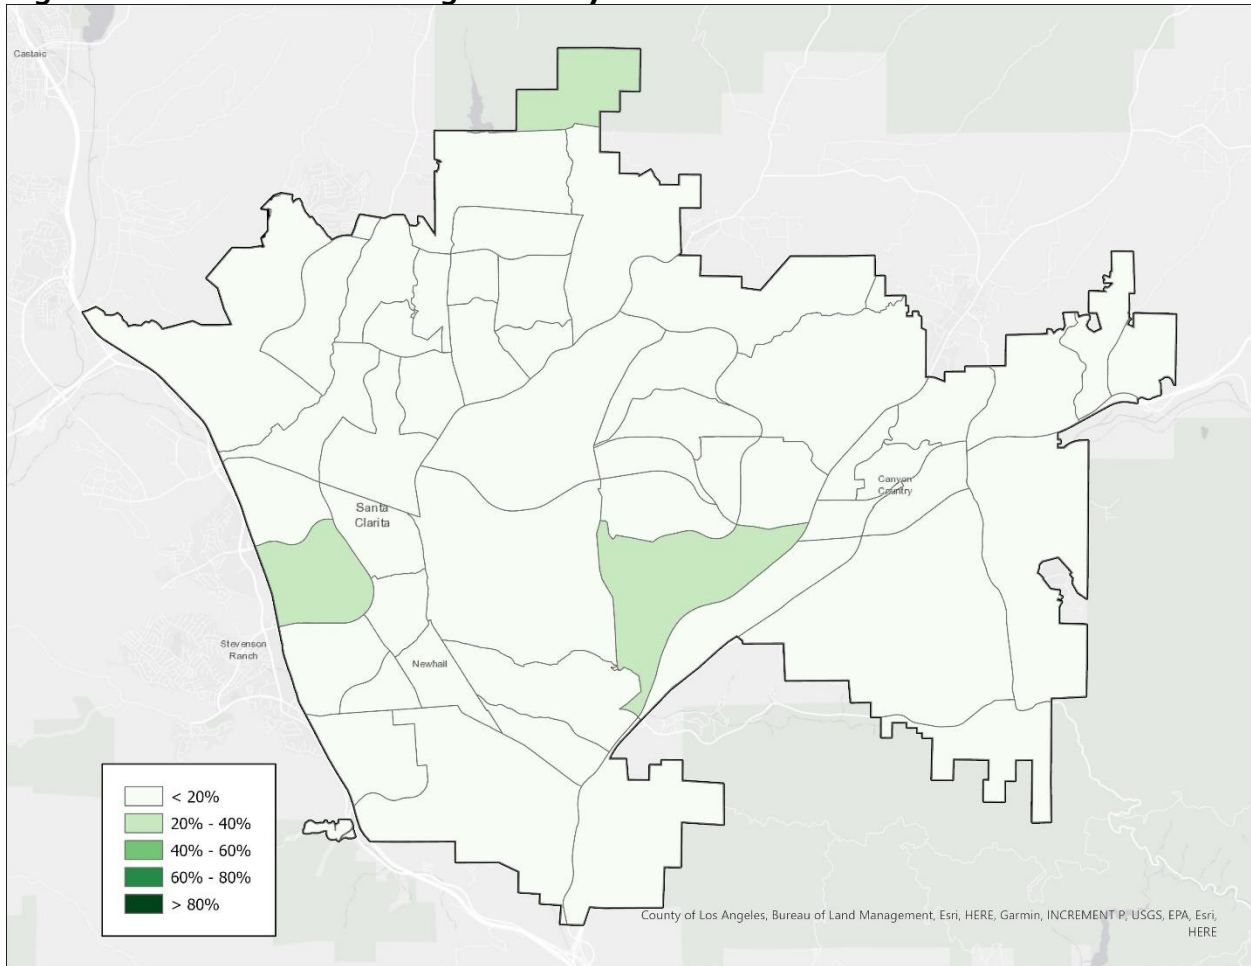 Castaic
Santa
Clarita
Canyon
Country
Stevenson
Ranch
Newhall
< 20%
20% - 40%
40% - 60%
60% - 80%
> 80%
County of Los Angeles, Bureau of Land Management, Esri, HERE, Garmin, INCREMENT P, USGS, EPA, Esri,
HERE